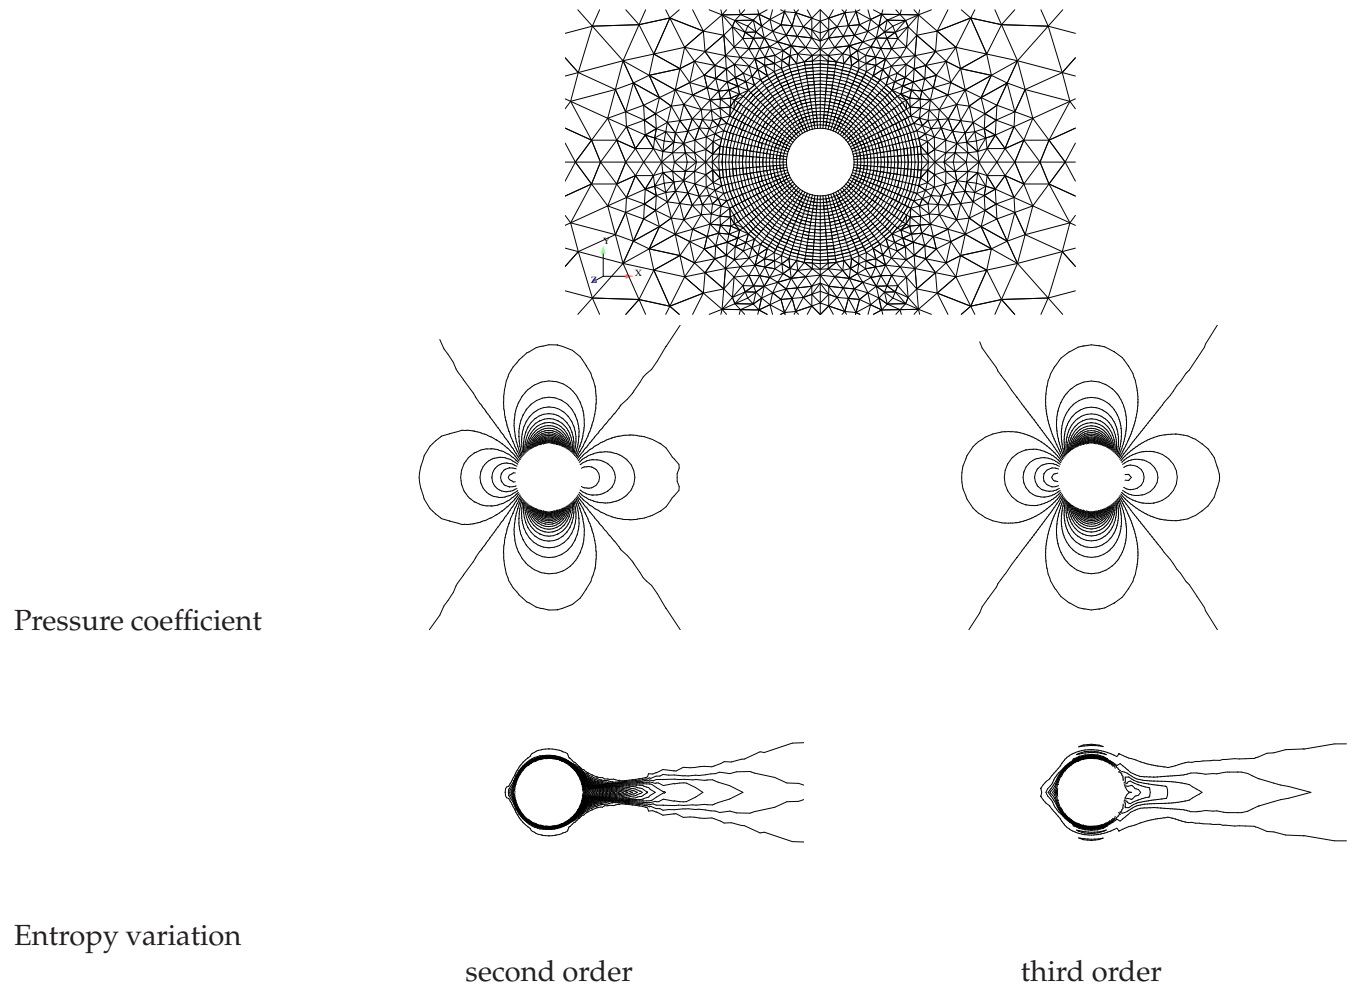 Y
Z X
Pressure coefficient
Entropy variation
second order third order